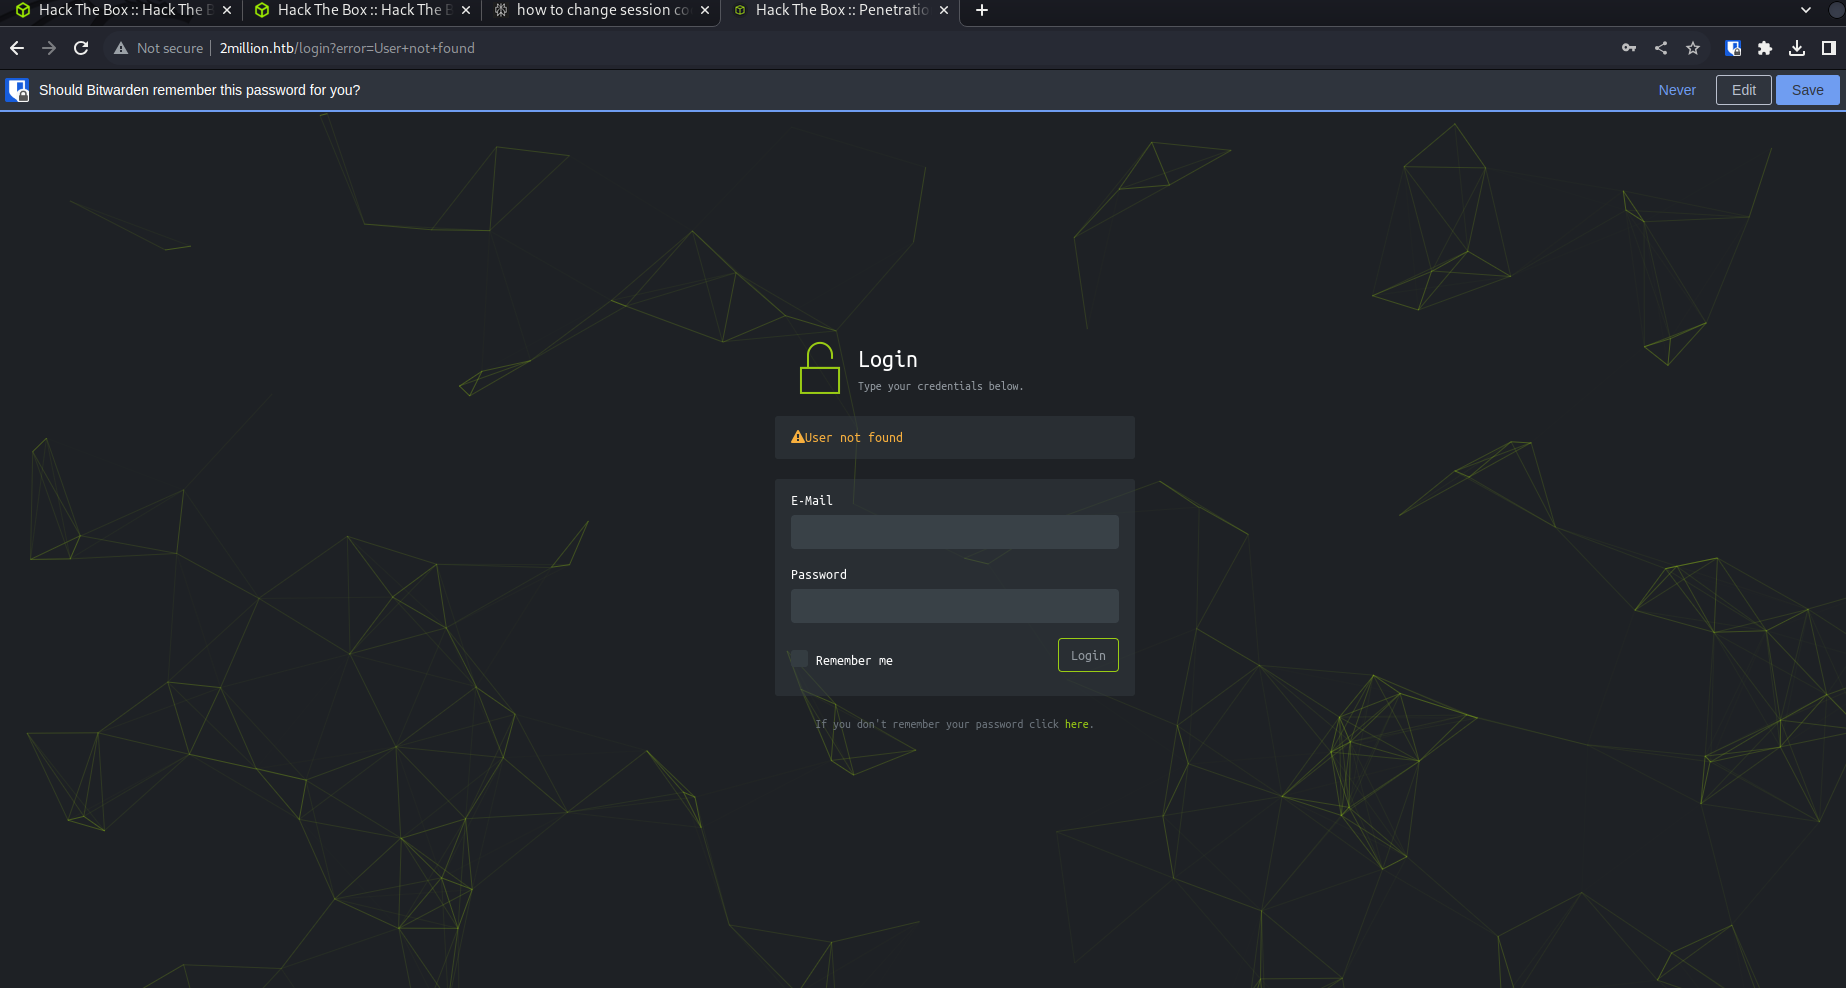 Hack The Box :: Hack The B
Hack The Box :: Hack The B
how to change session co
Hack The Box :: Penetratio
Not secure
2million.htb/login?error=User+not+found
Should Bitwarden remember this password for you?
Never
Edit
Save
Login
Type your credentials below.
User not found
E-Mail
Password
Remember me
Login
If you don't remember your password click here.